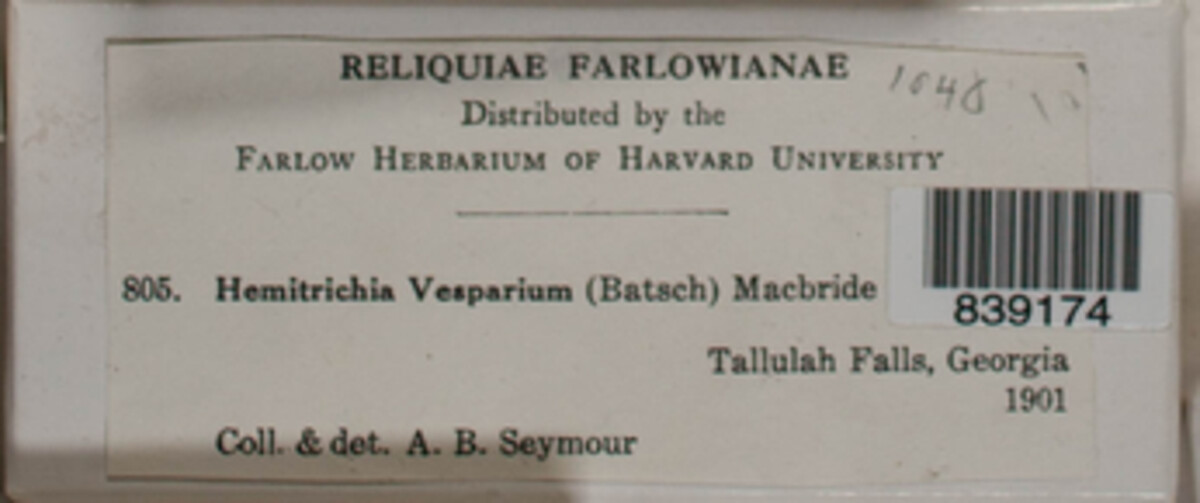 RELIQUIAE FARLOWIANAE
1048
Distributed by the
FARLOW HERBARIUM OF HARVARD UNIVERSITY
805. Hemitrichia Vesparium (Batsch) Macbride
839174
Tallulah Falls, Georgia
1901
Coll. & det. A. B. Seymour